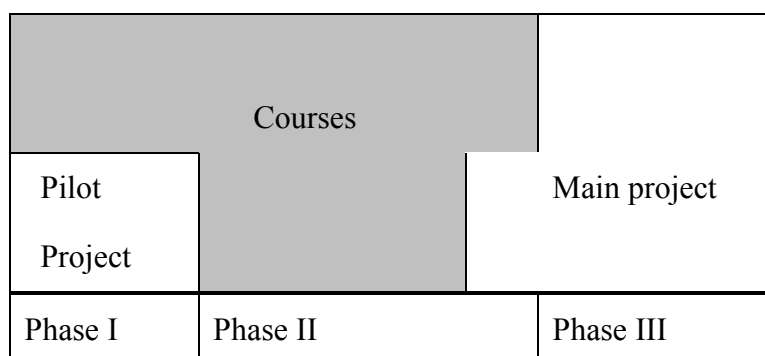 Courses
Pilot
Project
Main project
Phase I
Phase II
Phase III